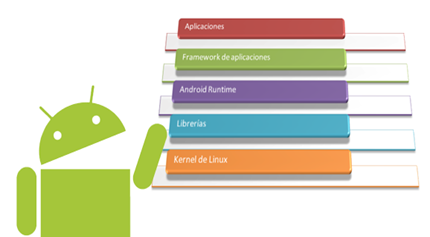 Aplicaciones
Framework de aplicaciones
Android Runtime
Librerías
Kernel de Linux